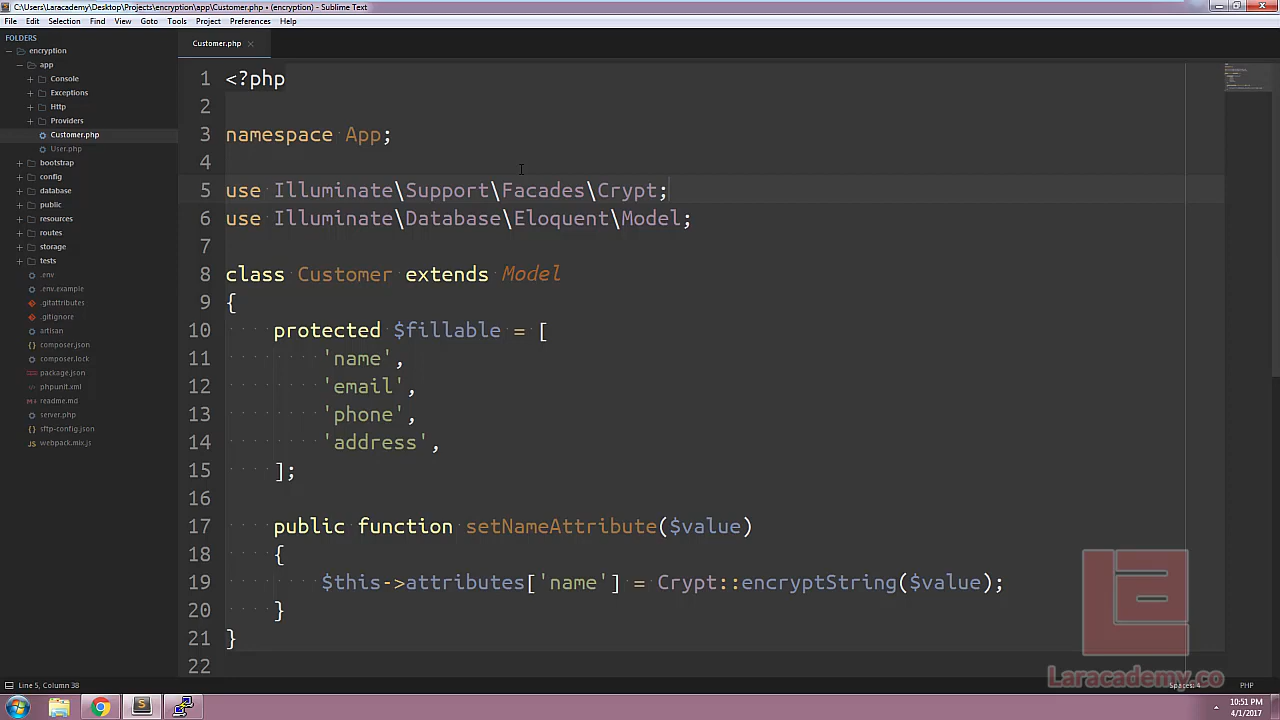 C:\Users\Laracademy\Desktop\Projects\encryption\app\Customer.php • (encryption) - Sublime Text
File Edit Selection Find View Goto Tools Project Preferences Help
FOLDERS
encryption
app
Console
Exceptions
Http
Providers
Customer.php
User.php
bootstrap
config
database
public
resources
routes
storage
tests
.env
.env.example
.gitattributes
.gitignore
artisan
composer.json
composer.lock
package.json
phpunit.xml
readme.md
server.php
sftp-config.json
webpack.mix.js
Customer.php ×
1 <?php
2
3 namespace App;
4
5 use Illuminate\Support\Facades\Crypt;
6 use Illuminate\Database\Eloquent\Model;
7
8 class Customer extends Model
9 {
10 protected $fillable = [
11 'name',
12 'email',
13 'phone',
14 'address',
15 ];
16
17 public function setNameAttribute($value)
18 {
19 $this->attributes['name'] = Crypt::encryptString($value);
20 }
21 }
22
Laracademy.co
Line 5, Column 38
Spaces: 4
PHP
10:51 PM
4/1/2017